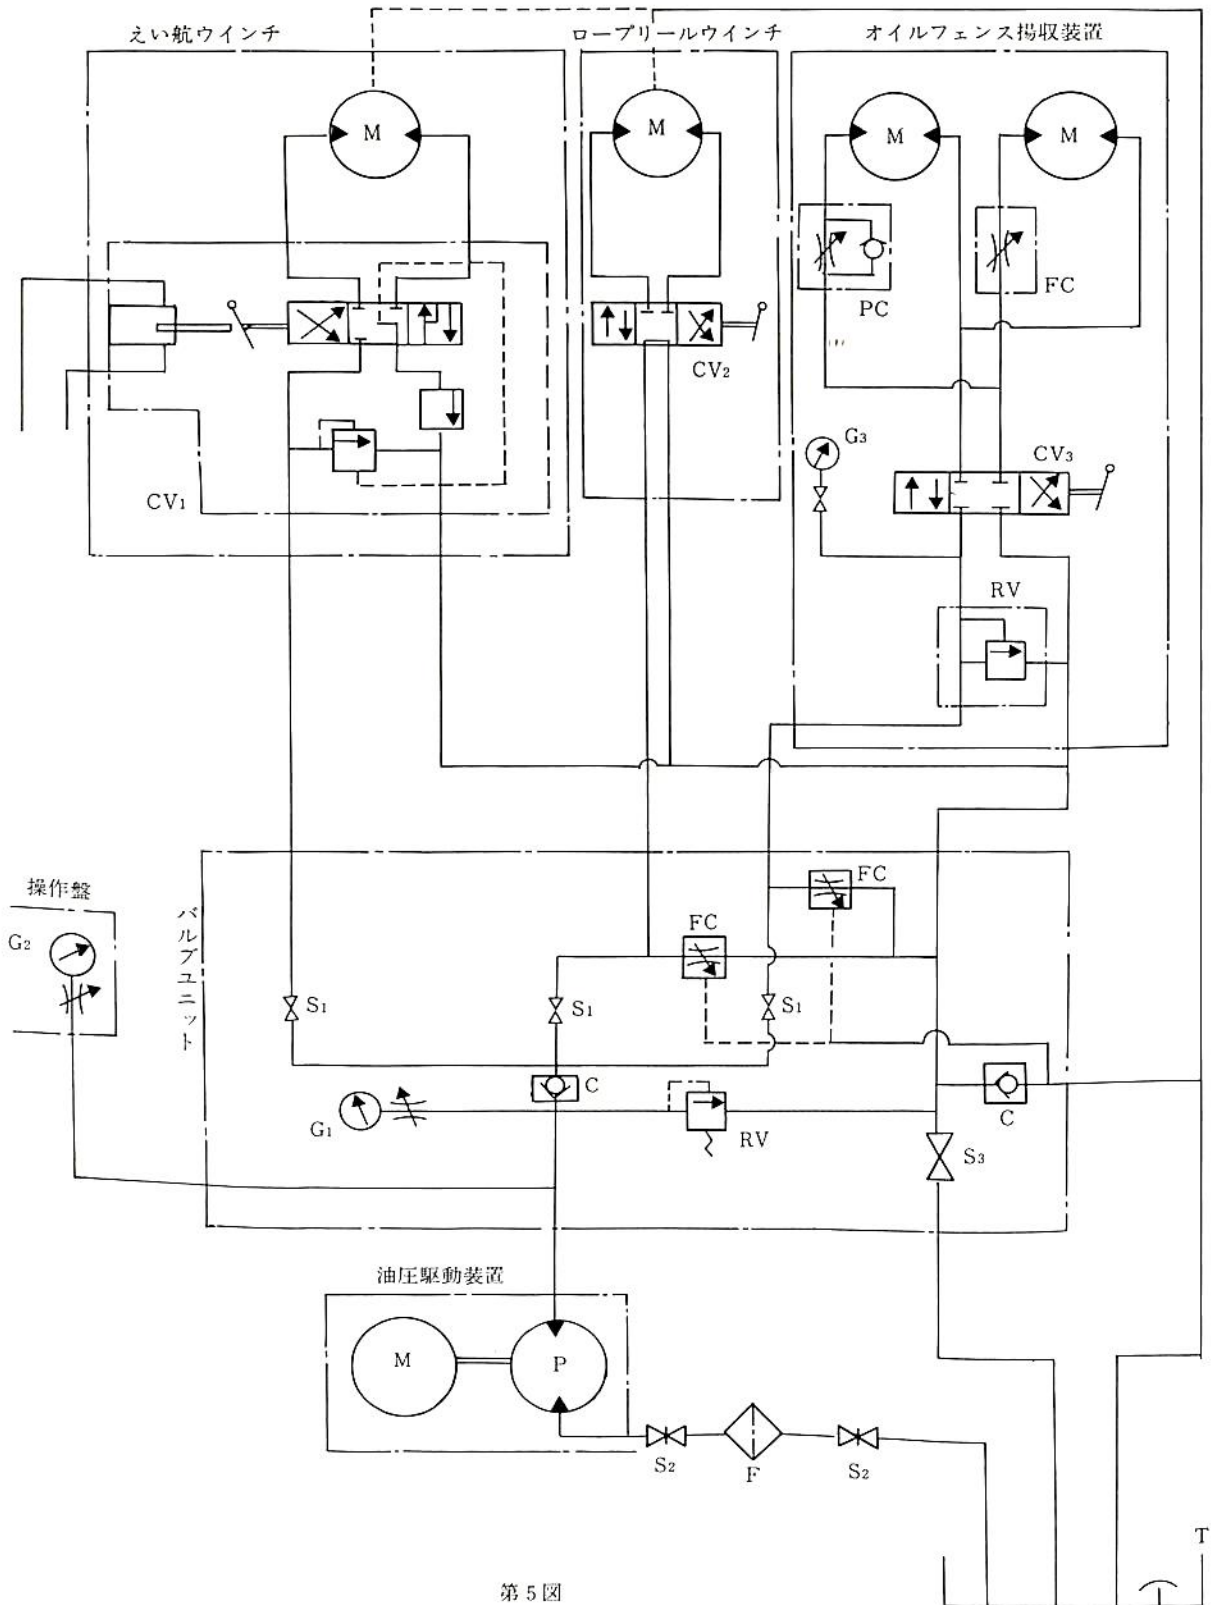 えい航ウインチ
ロープリールウインチ
オイルフェンス揚収装置
M
M
M
M
PC
FC
CV2
G3
CV3
CV1
RV
操作盤
G2
バルブユニット
FC
FC
S1
S1
S1
C
C
G1
RV
S3
油圧駆動装置
M
P
S2
F
S2
T
第5図